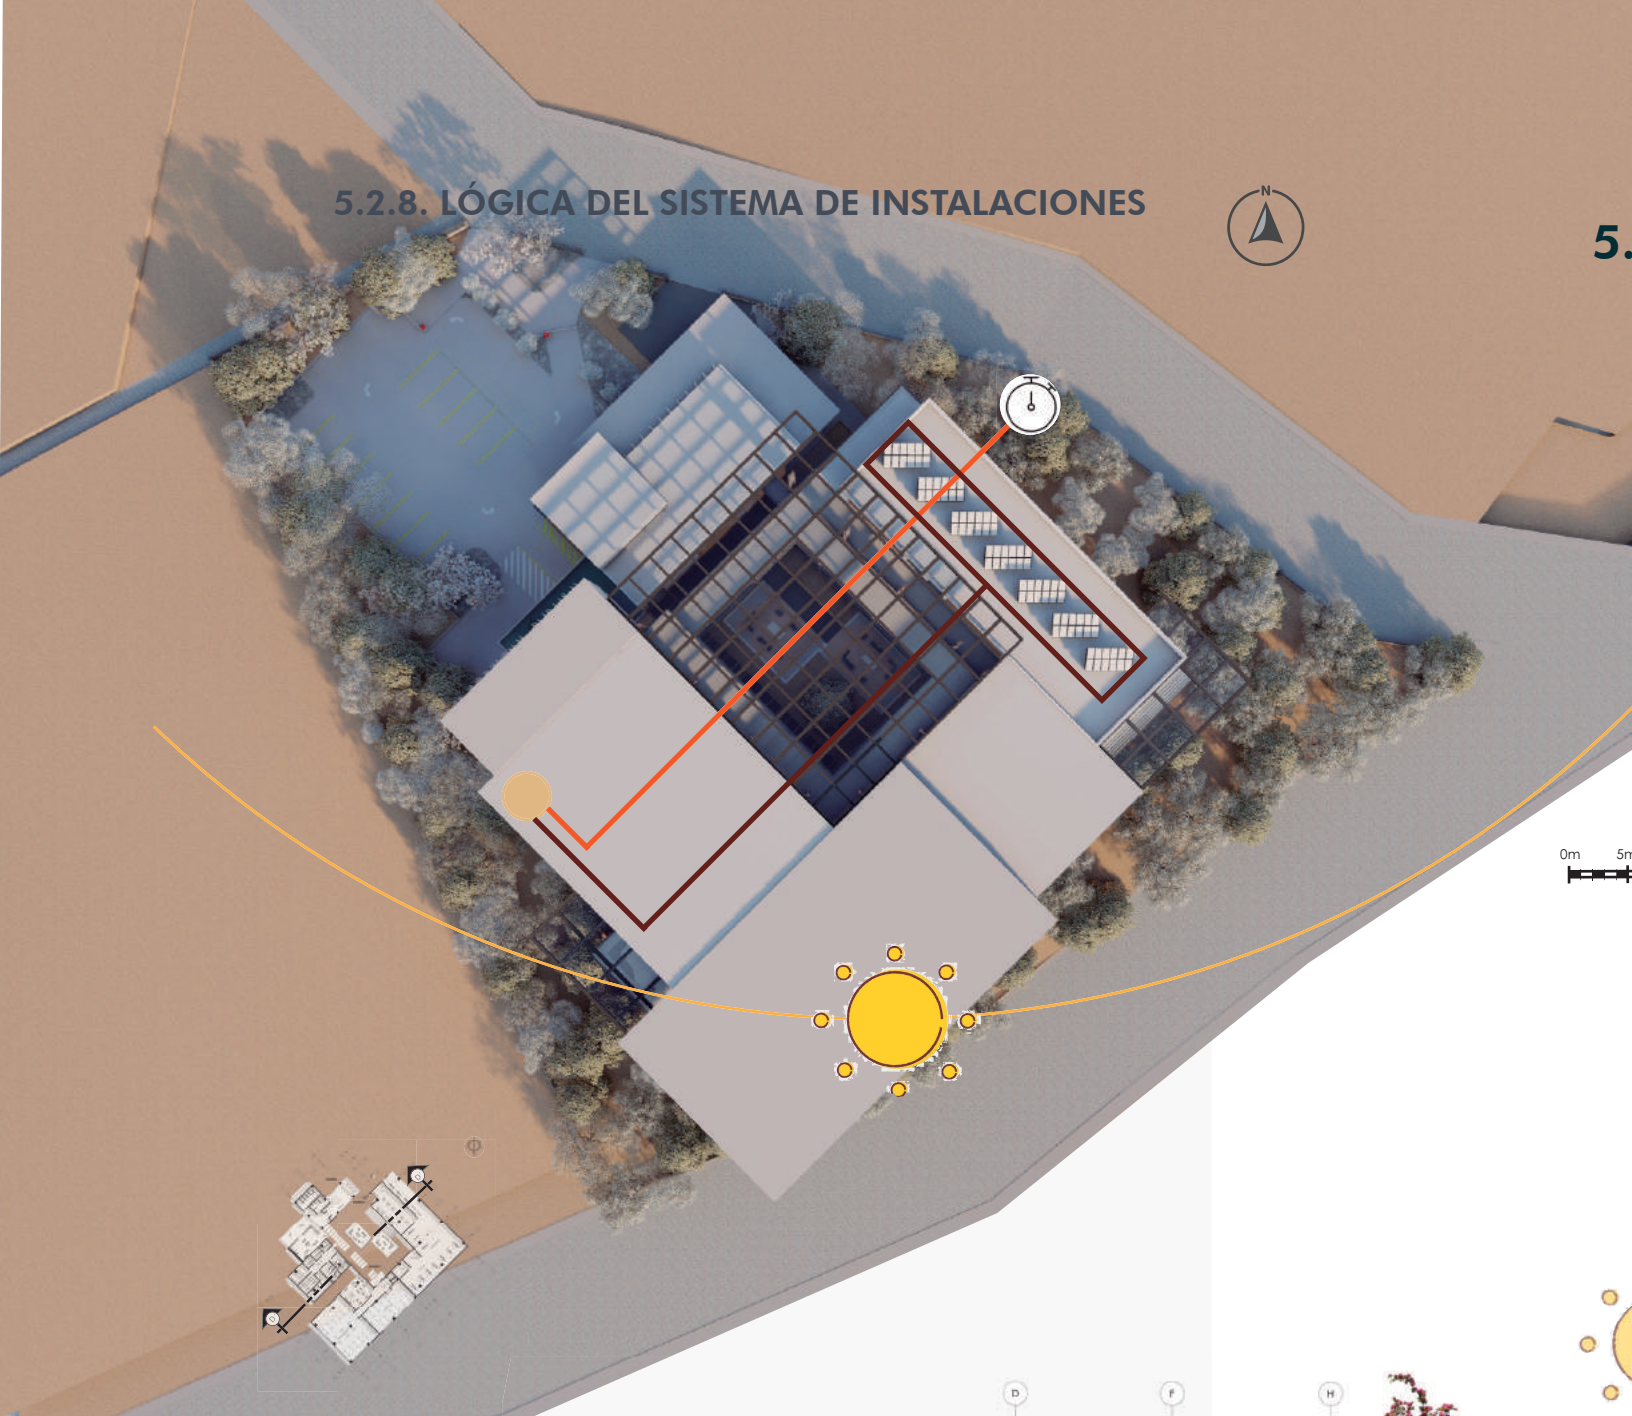 5.2.8. LÓGICA DEL SISTEMA DE INSTALACIONES
N
5.
0m 5m
D F H